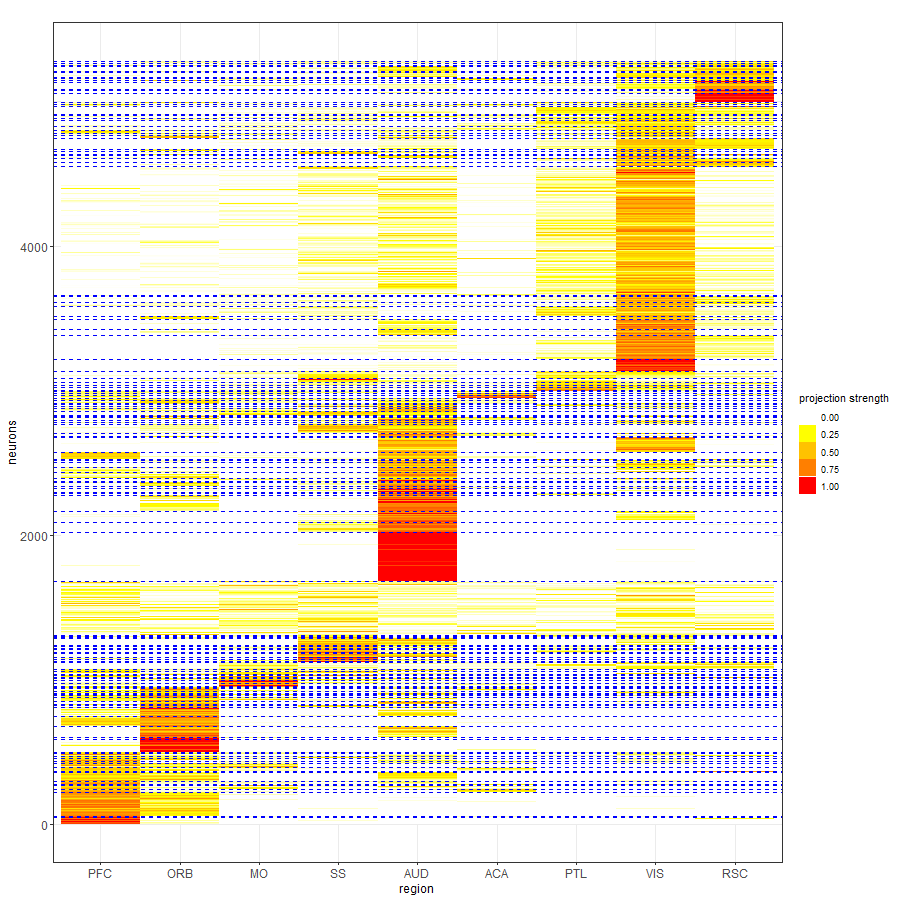 neurons
4000
2000
0
PFC ORB MO SS AUD ACA PTL VIS RSC
region
projection strength
0.00
0.25
0.50
0.75
1.00